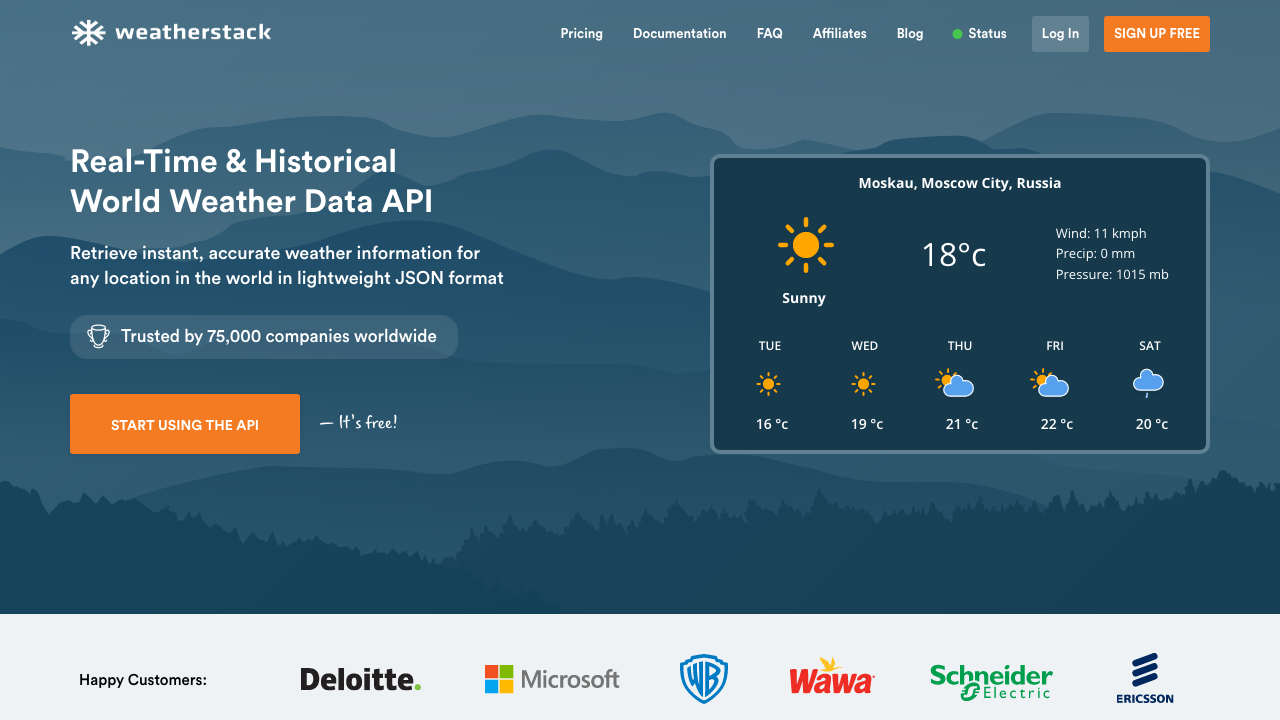 weatherstack
Pricing
Documentation
FAQ
Affiliates
Blog
Status
Log In
SIGN UP FREE
Real-Time & Historical
World Weather Data API
Retrieve instant, accurate weather information for
any location in the world in lightweight JSON format
Trusted by 75,000 companies worldwide
START USING THE API
— It's free!
Moskau, Moscow City, Russia
Sunny
18°c
Wind: 11 kmph
Precip: 0 mm
Pressure: 1015 mb
TUE WED THU FRI SAT
16 °c 19 °c 21 °c 22 °c 20 °c
Happy Customers:
Deloitte.
Microsoft
WB
Wawa
Schneider
Electric
ERICSSON